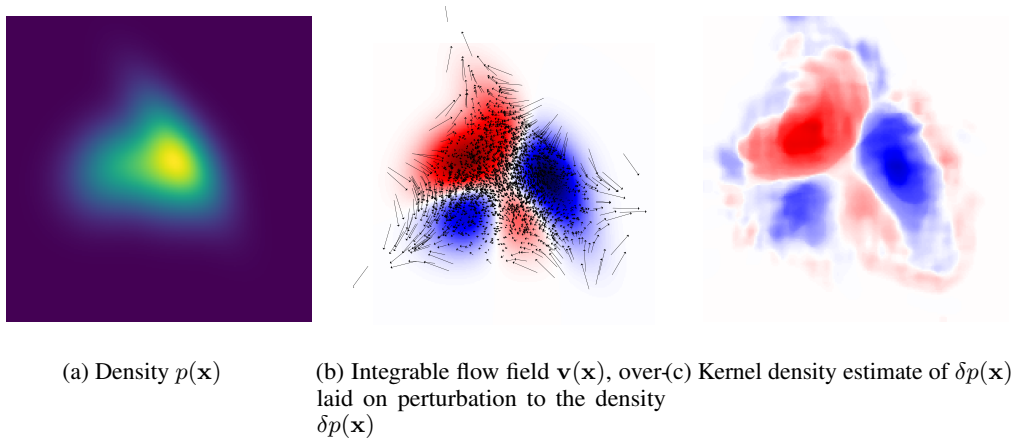 (a) Density p(x)
(b) Integrable flow field v(x), over-
laid on perturbation to the density
δp(x)
(c) Kernel density estimate of δp(x)